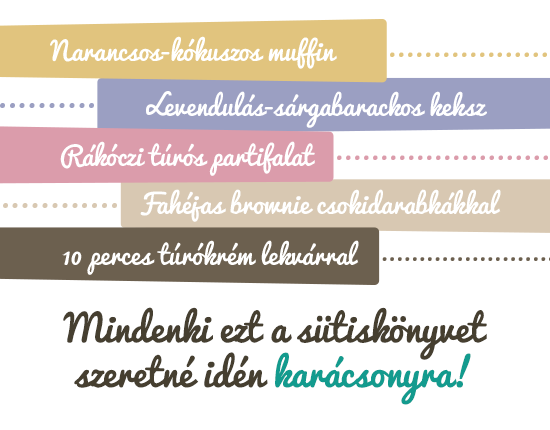 Narancsos-kókuszos muffin
Levendulás-sárgabarackos keksz
Rákóczi túrós partifalat
Fahéjas brownie csokidarabkákkal
10 perces túrókrém lekvárral
Mindenki ezt a sütiskönyvet
szeretné idén karácsonyra!